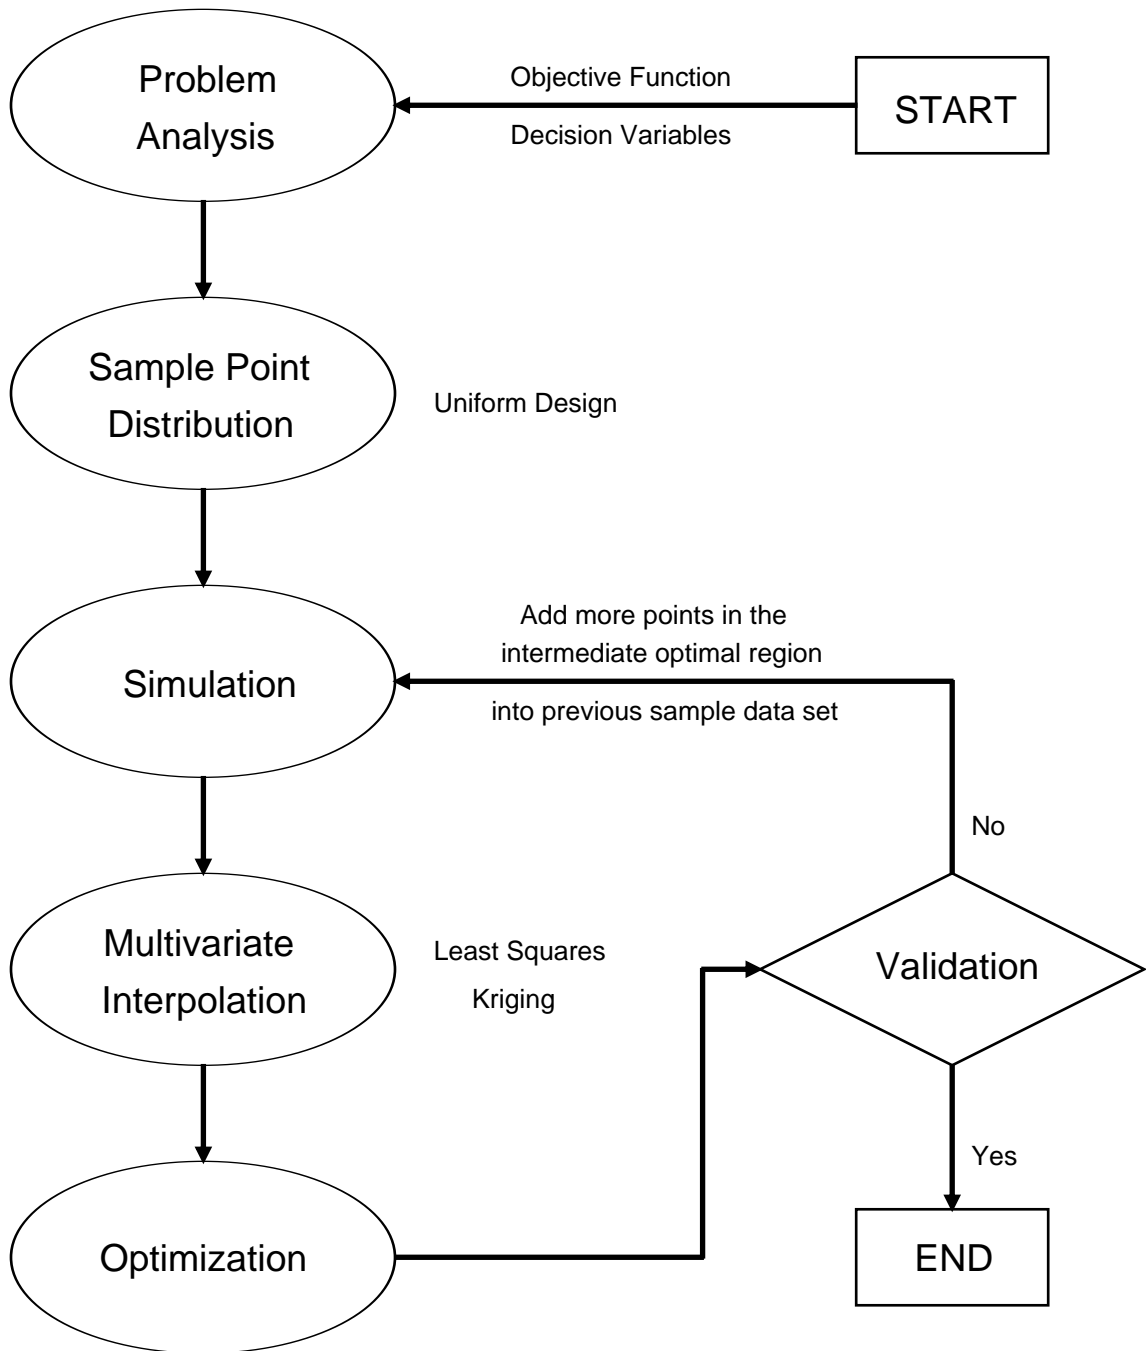 Problem
Analysis
Objective Function
Decision Variables
START
Sample Point
Distribution
Uniform Design
Simulation
Add more points in the
intermediate optimal region
into previous sample data set
No
Multivariate
Interpolation
Least Squares
Kriging
Validation
Yes
Optimization
END